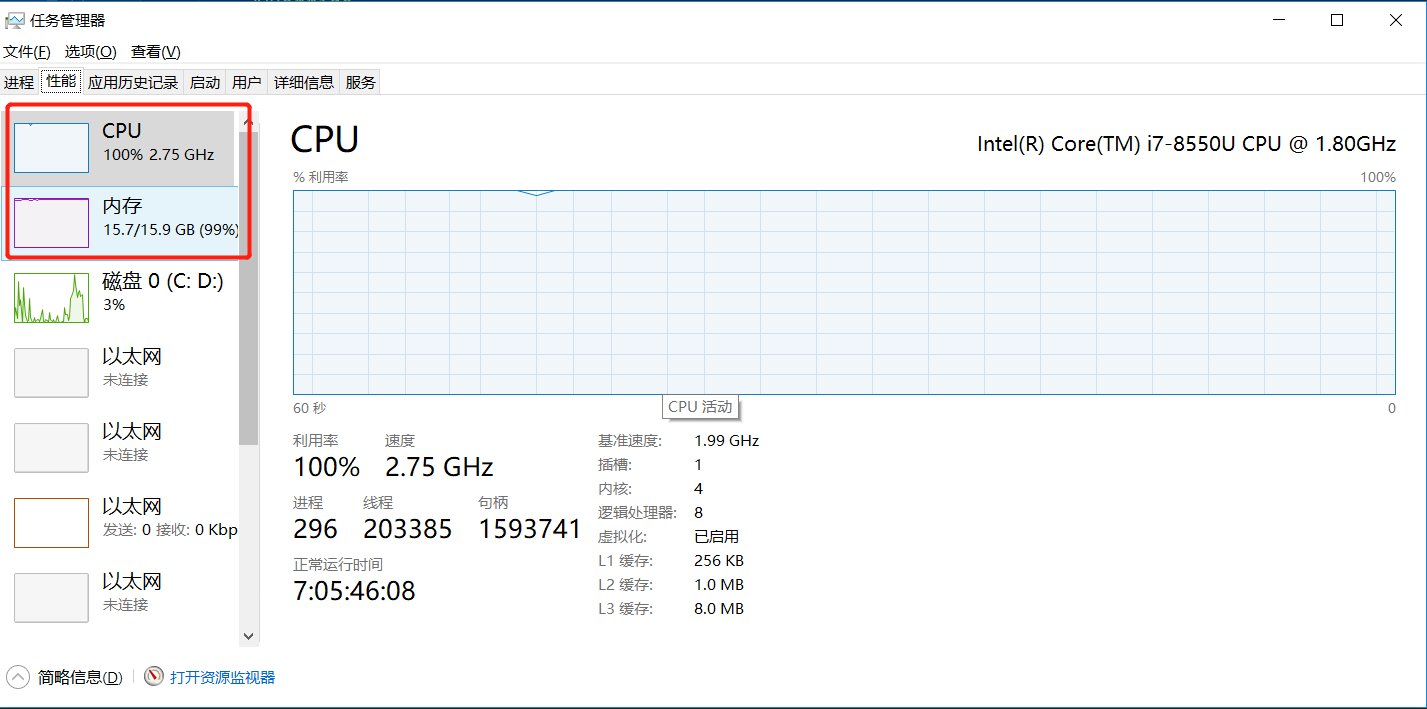 任务管理器
文件(F) 选项(O) 查看(V)
进程 性能 应用历史记录 启动 用户 详细信息 服务
CPU
100% 2.75 GHz
内存
15.7/15.9 GB (99%)
磁盘 0 (C: D:)
3%
以太网
未连接
以太网
未连接
以太网
发送: 0 接收: 0 Kbp
以太网
未连接
CPU
Intel(R) Core(TM) i7-8550U CPU @ 1.80GHz
% 利用率
100%
60 秒
0
CPU 活动
利用率 速度
100% 2.75 GHz
进程 线程 句柄
296 203385 1593741
正常运行时间
7:05:46:08
基准速度: 1.99 GHz
插槽: 1
内核: 4
逻辑处理器: 8
虚拟化: 已启用
L1 缓存: 256 KB
L2 缓存: 1.0 MB
L3 缓存: 8.0 MB
简略信息(D)
打开资源监视器